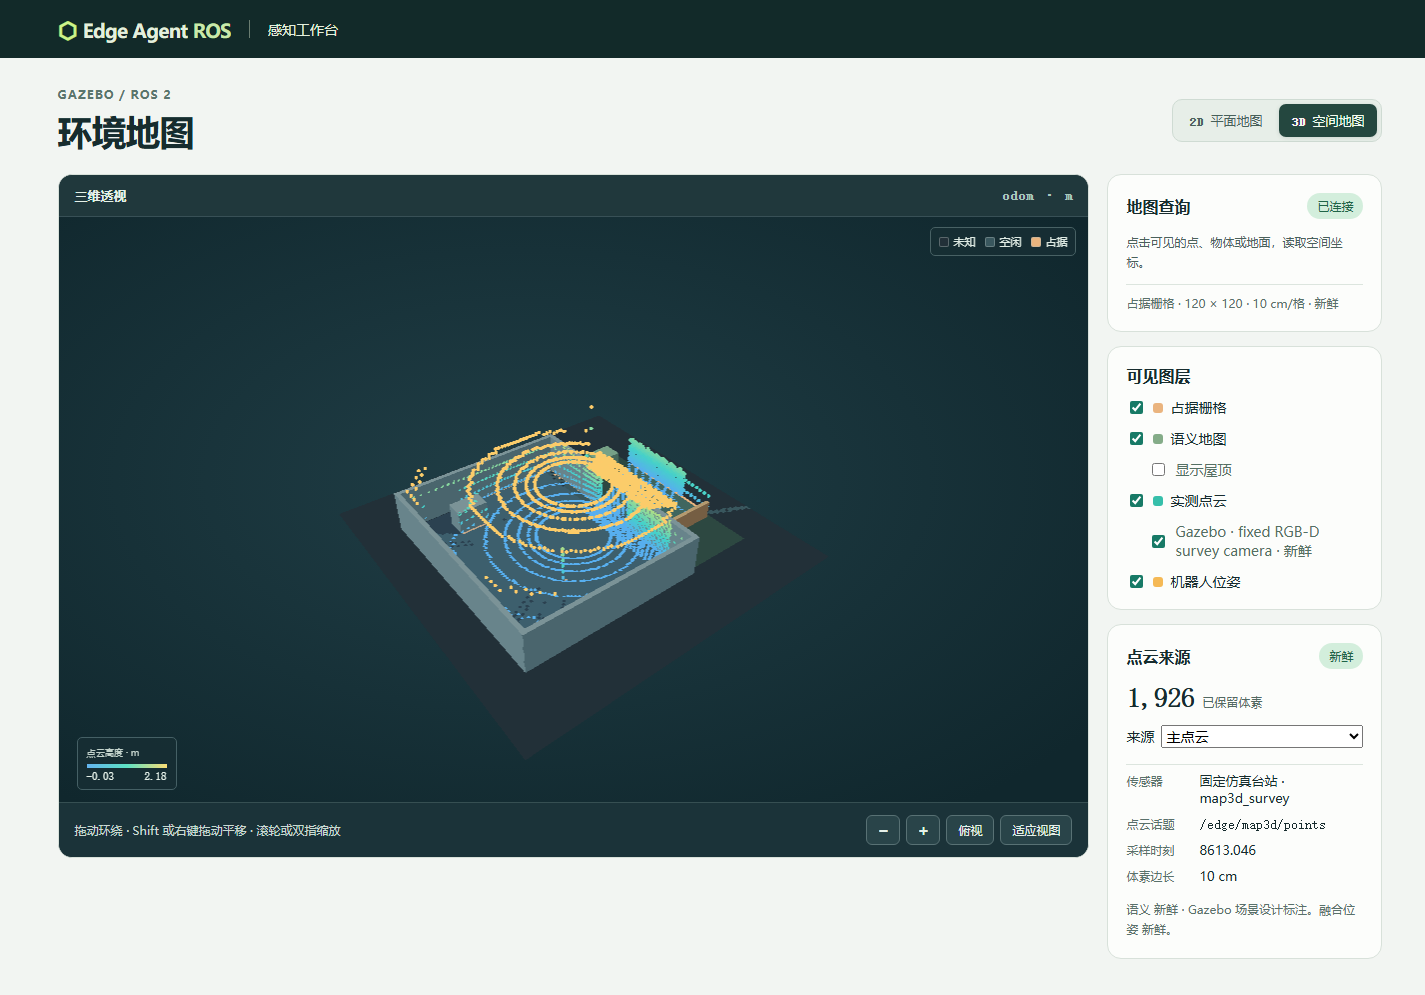 Edge Agent ROS
感知工作台
GAZEBO / ROS 2
环境地图
2D 平面地图
3D 空间地图
三维透视
odom · m
未知
空闲
占据
点云高度 · m
−0.03
2.18
拖动环绕 · Shift 或右键拖动平移 · 滚轮或双指缩放
−
+
俯视
适应视图
地图查询
已连接
点击可见的点、物体或地面，读取空间坐
标。
占据栅格 · 120 × 120 · 10 cm/格 · 新鲜
可见图层
占据栅格
语义地图
显示屋顶
实测点云
Gazebo · fixed RGB-D
survey camera · 新鲜
机器人位姿
点云来源
新鲜
1,926 已保留体素
来源 主点云
传感器 固定仿真台站 ·
map3d_survey
点云话题 /edge/map3d/points
采样时刻 8613.046
体素边长 10 cm
语义 新鲜 · Gazebo 场景设计标注。融合位
姿 新鲜。